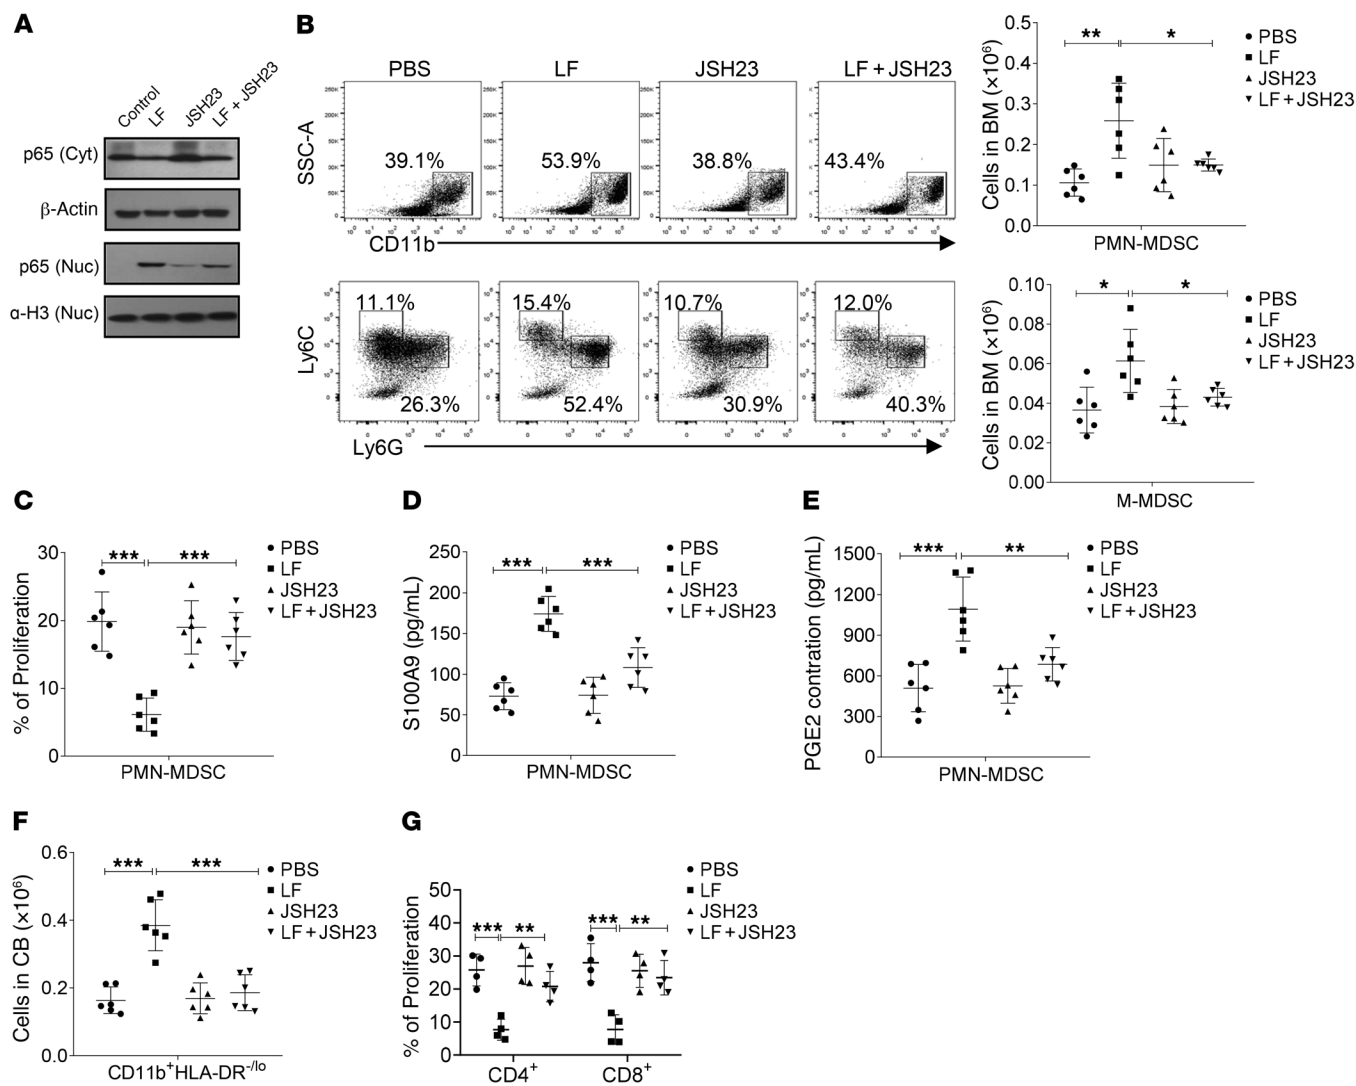 A
Control
LF
JSH23
LF + JSH23
p65 (Cyt)
β-Actin
p65 (Nuc)
α-H3 (Nuc)
B
PBS
LF
JSH23
LF + JSH23
SSC-A
39.1%
53.9%
38.8%
43.4%
CD11b
11.1%
15.4%
10.7%
12.0%
Ly6C
26.3%
52.4%
30.9%
40.3%
Ly6G
Cells in BM (×10⁶)
0.5
0.4
0.3
0.2
0.1
0.0
** *
PMN-MDSC
PBS
LF
JSH23
LF+JSH23
Cells in BM (×10⁶)
0.10
0.08
0.06
0.04
0.02
0.00
* *
M-MDSC
PBS
LF
JSH23
LF+JSH23
C
% of Proliferation
30
20
10
0
*** ***
PMN-MDSC
PBS
LF
JSH23
LF+JSH23
D
S100A9 (pg/mL)
250
200
150
100
50
0
*** ***
PMN-MDSC
PBS
LF
JSH23
LF+JSH23
E
PGE2 contration (pg/mL)
1500
1200
900
600
300
0
*** **
PMN-MDSC
PBS
LF
JSH23
LF+JSH23
F
Cells in CB (×10⁶)
0.6
0.4
0.2
0.0
*** ***
CD11b⁺HLA-DR⁻/lo
PBS
LF
JSH23
LF+JSH23
G
% of Proliferation
50
40
30
20
10
0
*** ** *** **
CD4⁺ CD8⁺
PBS
LF
JSH23
LF+JSH23